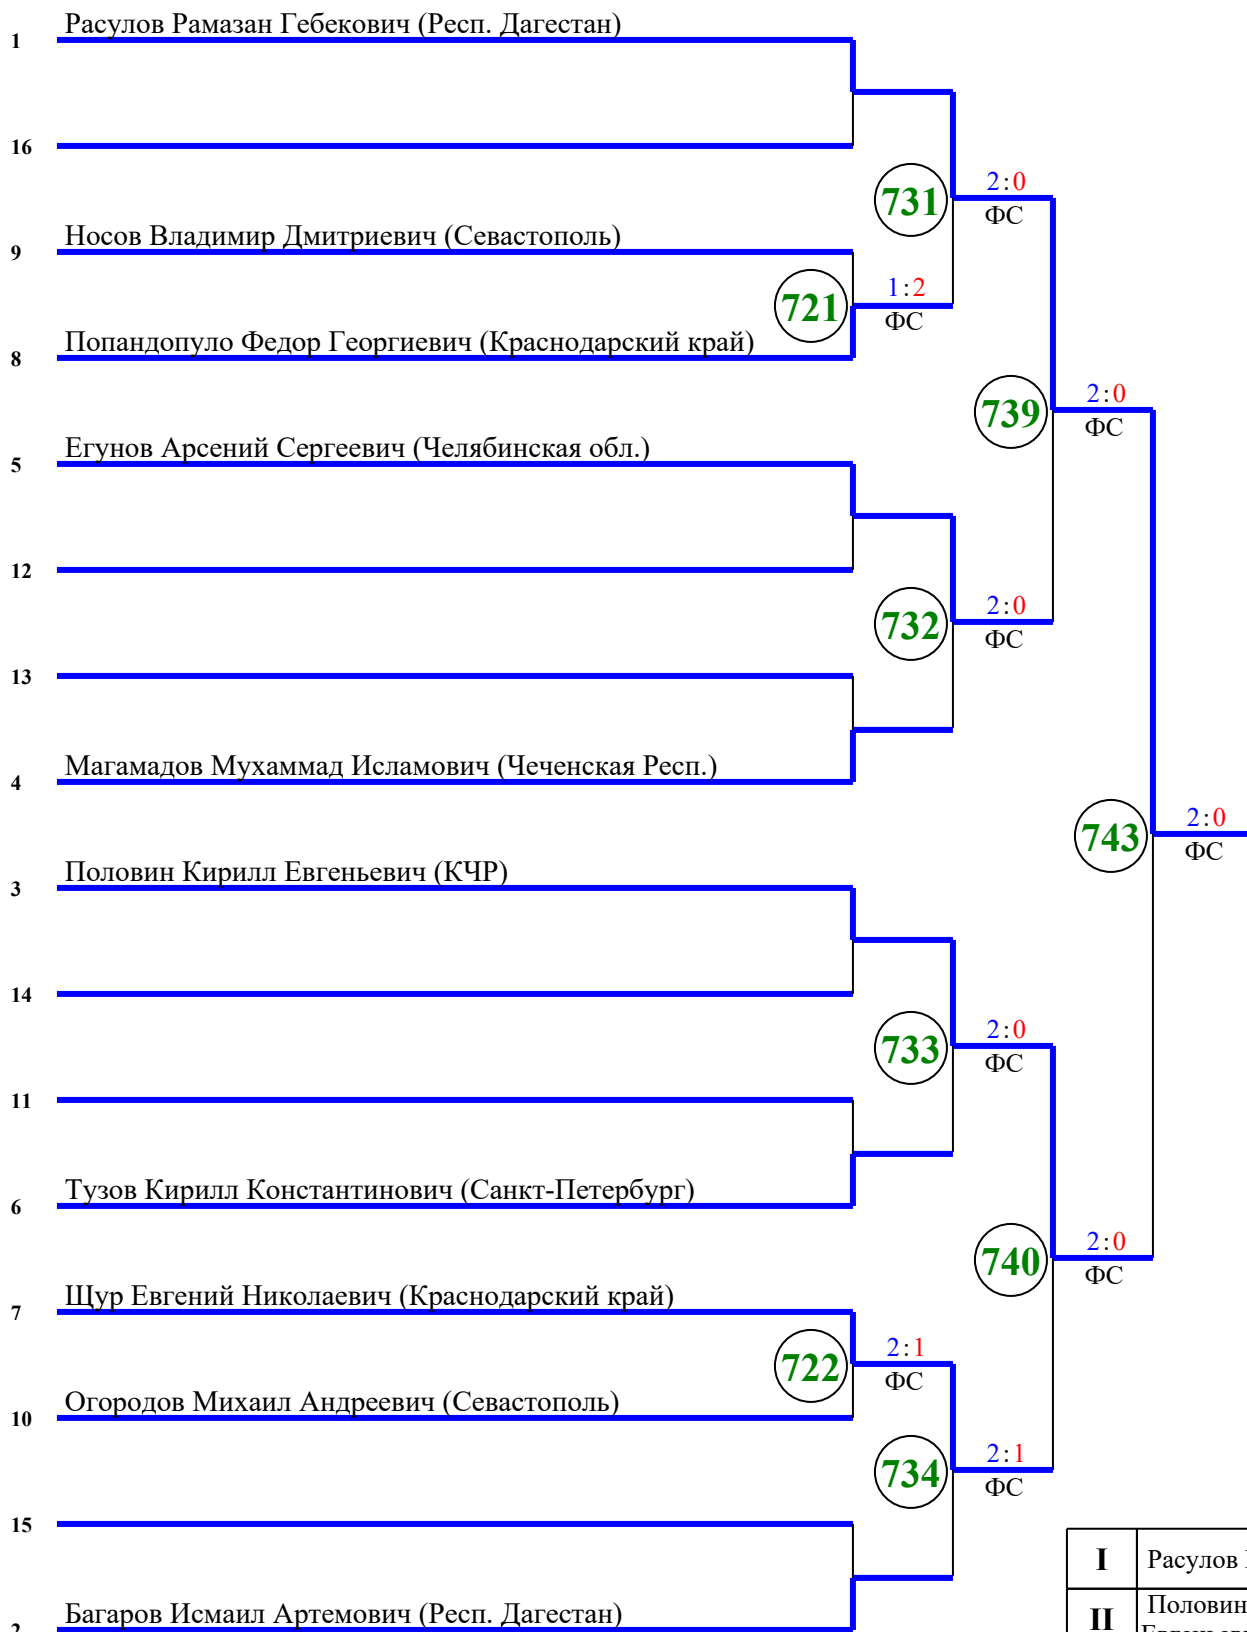 Расулов Рамазан Гебекович (Респ. Дагестан)
1
16
2:0
731
ФС
Носов Владимир Дмитриевич (Севастополь)
9
1:2
721
ФС
Попандопуло Федор Георгиевич (Краснодарский край)
8
2:0
739
ФС
Егунов Арсений Сергеевич (Челябинская обл.)
5
12
2:0
732
ФС
13
Магамадов Мухаммад Исламович (Чеченская Респ.)
4
2:0
743
ФС
Половин Кирилл Евгеньевич (КЧР)
3
14
2:0
733
ФС
11
Тузов Кирилл Константинович (Санкт-Петербург)
6
2:0
740
ФС
Щур Евгений Николаевич (Краснодарский край)
7
2:1
722
ФС
Огородов Михаил Андреевич (Севастополь)
10
2:1
734
ФС
15
I Расулов
II Половин
Багаров Исмаил Артемович (Респ. Дагестан)
2